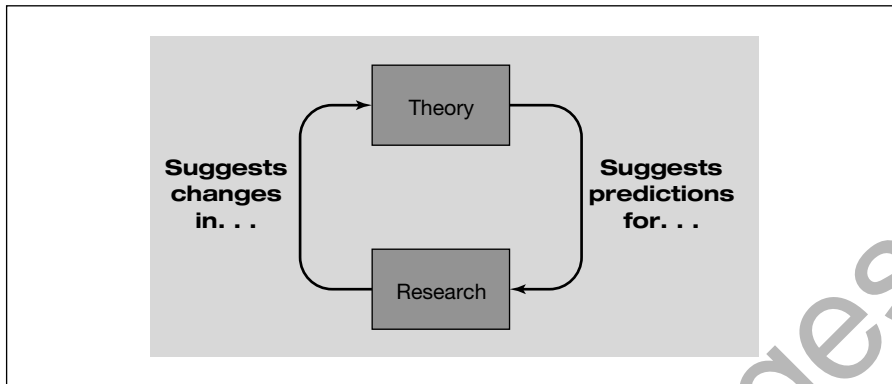 Theory
Suggests
changes
in. . .
Suggests
predictions
for. . .
Research